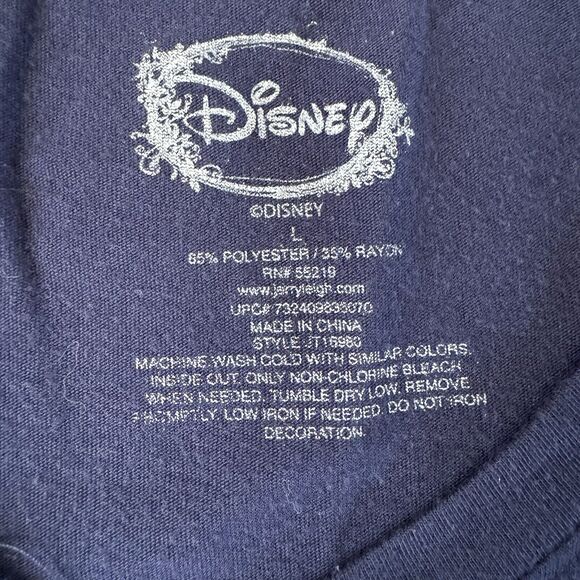 Disney
©DISNEY
L
65% POLYESTER / 35% RAYON
RN# 55219
www.jerryleigh.com
UPC# 732409835070
MADE IN CHINA
STYLE JT16980
MACHINE WASH COLD WITH SIMILAR COLORS.
INSIDE OUT. ONLY NON-CHLORINE BLEACH
WHEN NEEDED. TUMBLE DRY LOW. REMOVE
PROMPTLY. LOW IRON IF NEEDED. DO NOT IRON
DECORATION.